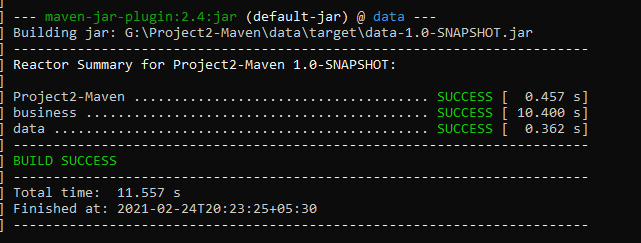 ]
] --- maven-jar-plugin:2.4:jar (default-jar) @ data ---
] Building jar: G:\Project2-Maven\data\target\data-1.0-SNAPSHOT.jar
] ------------------------------------------------------------------------
] Reactor Summary for Project2-Maven 1.0-SNAPSHOT:
]
] Project2-Maven ..................................... SUCCESS [  0.457 s]
] business ........................................... SUCCESS [ 10.400 s]
] data ............................................... SUCCESS [  0.362 s]
] ------------------------------------------------------------------------
] BUILD SUCCESS
] ------------------------------------------------------------------------
] Total time:  11.557 s
] Finished at: 2021-02-24T20:23:25+05:30
] ------------------------------------------------------------------------